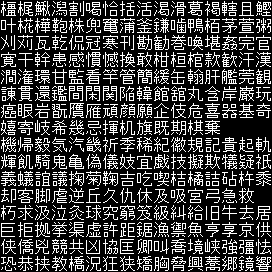 橿梶鰍潟割喝恰括活渇滑葛褐轄且鰹
叶椛樺鞄株兜竃蒲釜鎌噛鴨栢茅萱粥
刈苅瓦乾侃冠寒刊勘勧巻喚堪姦完官
寛干幹患感慣憾換敢柑桓棺款歓汗漢
澗潅環甘監看竿管簡緩缶翰肝艦莞観
諌貫還鑑間閑関陥韓館舘丸含岸巌玩
癌眼岩翫贋雁頑顔願企伎危喜器基奇
嬉寄岐希幾忌揮机旗既期棋棄
機帰毅気汽畿祈季稀紀徽規記貴起軌
輝飢騎鬼亀偽儀妓宜戯技擬欺犠疑祇
義蟻誼議掬菊鞠吉吃喫桔橘詰砧杵黍
却客脚虐逆丘久仇休及吸宮弓急救
朽求汲泣灸球究窮笈級糾給旧牛去居
巨拒拠挙渠虚許距鋸漁禦魚亨享京供
侠僑兇競共凶協匡卿叫喬境峡強彊怯
恐恭挟教橋況狂狭矯胸脅興蕎郷鏡響